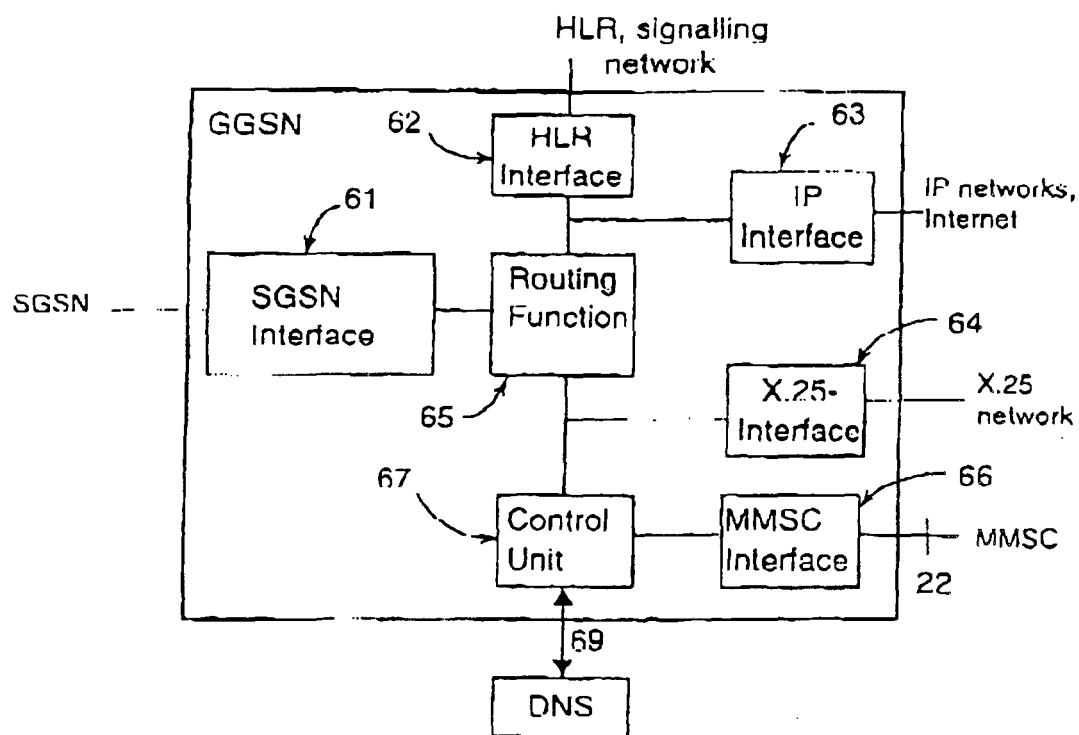 HLR, signalling
network
GGSN
62
HLR
Interface
63
IP
Interface
IP networks,
Internet
61
SGSN
SGSN
Interface
Routing
Function
65
64
X.25-
Interface
X.25
network
67
Control
Unit
66
MMSC
Interface
MMSC
22
69
DNS